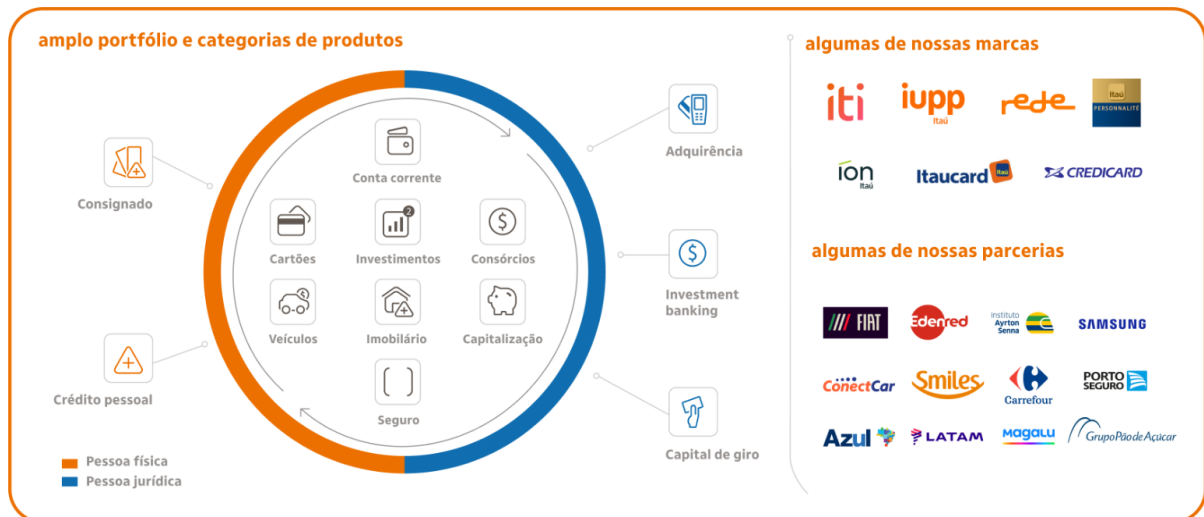 amplo portfólio e categorias de produtos
Conta corrente
Cartões
2
Investimentos
Consórcios
Veículos
Imobiliário
Capitalização
Seguro
Consignado
Crédito pessoal
Adquirência
Investment
banking
Capital de giro
Pessoa física
Pessoa jurídica
algumas de nossas marcas
iti
iupp
Itaú
rede
Itaú
PERSONNALITÉ
íon
Itaú
Itaucard
Itaú
CREDICARD
algumas de nossas parcerias
FIAT
Edenred
instituto
Ayrton
Senna
SAMSUNG
ConectCar
Smiles
Carrefour
PORTO
SEGURO
Azul
LATAM
MagaLu
GrupoPãodeAçúcar